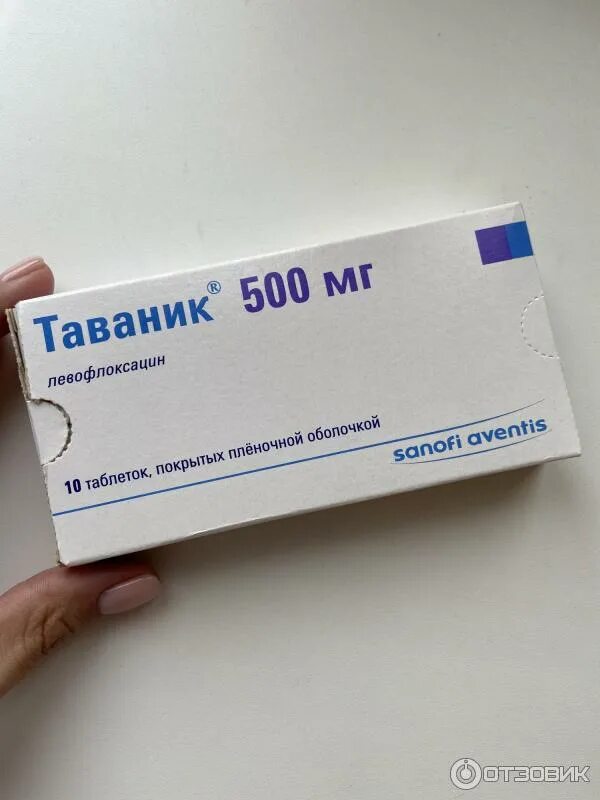 Таваник® 500 мг
левофлоксацин
10 таблеток, покрытых плёночной оболочкой
sanofi aventis
ОТЗОВИК